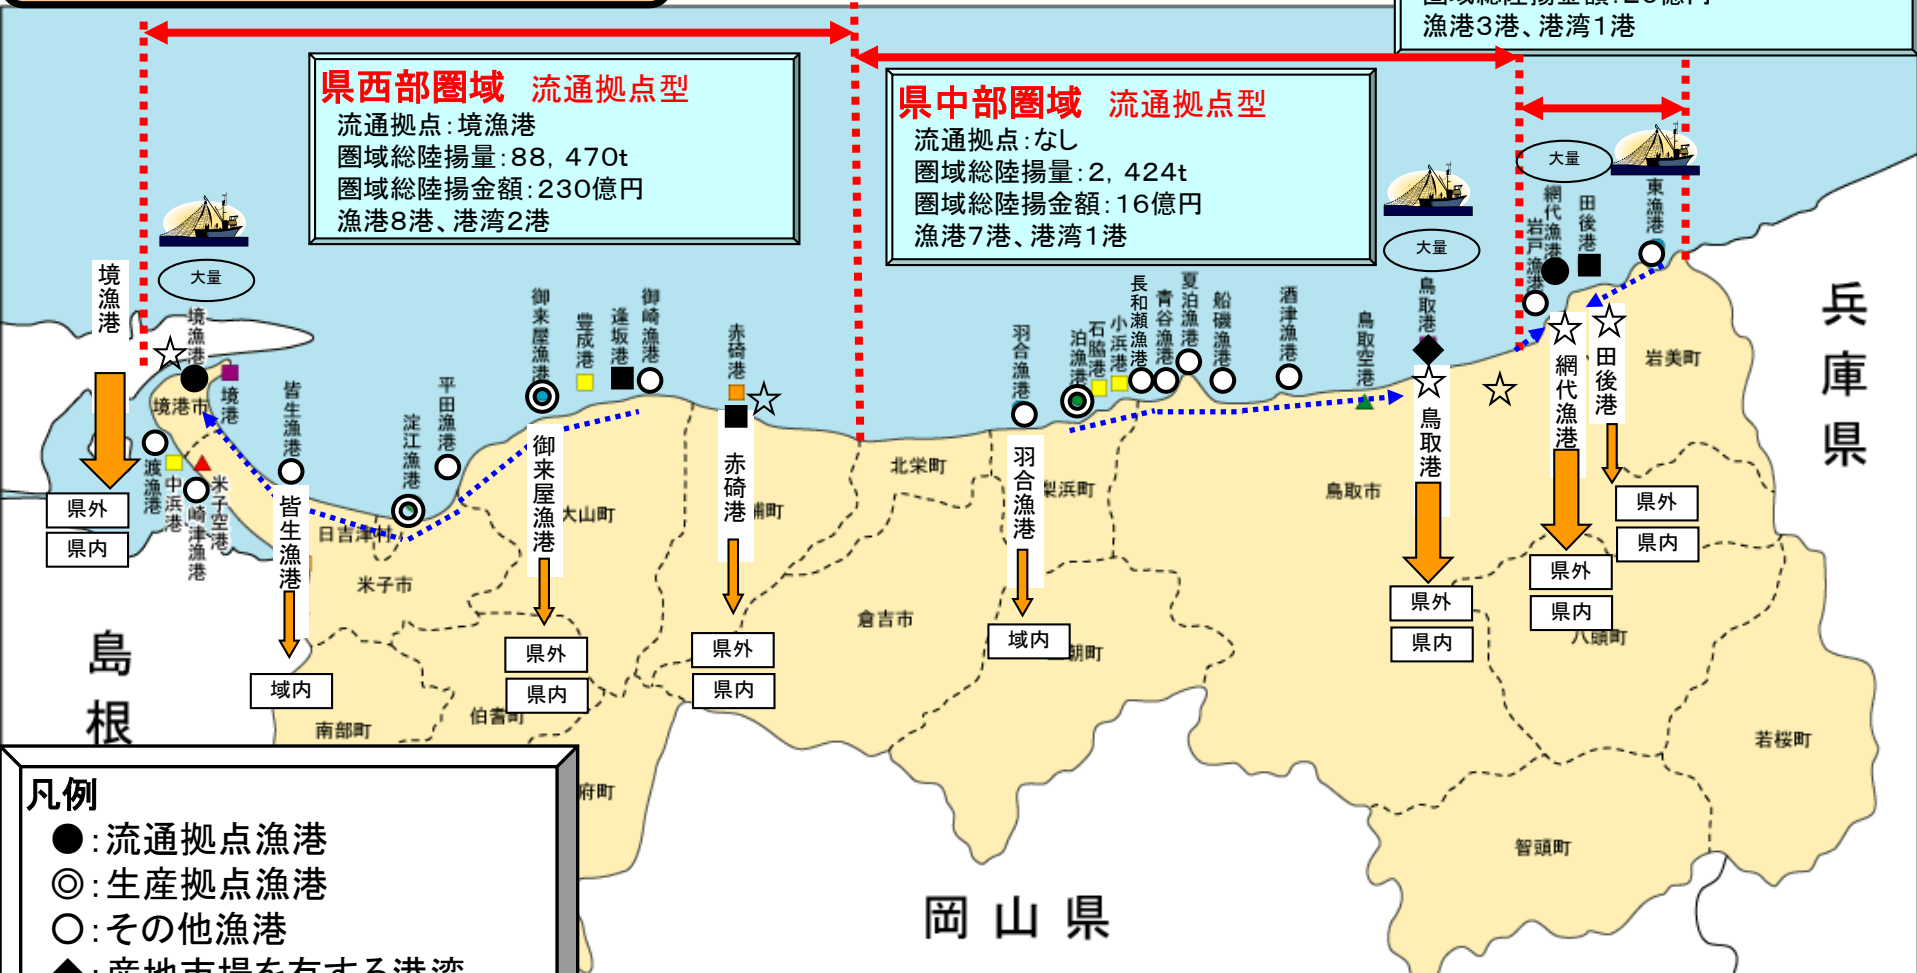 漁港3港、港湾1港
県西部圏域 流通拠点型
流通拠点:境漁港
圏域総陸揚量:88,470t
圏域総陸揚金額:230億円
漁港8港、港湾2港
県中部圏域 流通拠点型
流通拠点:なし
圏域総陸揚量:2,424t
圏域総陸揚金額:16億円
漁港7港、港湾1港
大量
大量
大量
境漁港
境漁港
境港
境港市
渡漁港
中浜港
崎津漁港
米子空港
皆生漁港
淀江漁港
平田漁港
御来屋漁港
豊成港
逢坂港
御崎漁港
赤碕港
羽合漁港
泊漁港
石脇港
小浜港
長和瀬漁港
青谷漁港
夏泊漁港
船磯漁港
酒津漁港
鳥取空港
鳥取港
岩戸漁港
網代漁港
田後港
東漁港
皆生漁港
御来屋漁港
赤碕港
羽合漁港
鳥取港
網代漁港
田後港
県外
県内
域内
県外
県内
県外
県内
域内
県外
県内
県外
県内
県外
県内
日吉津村
米子市
大山町
浦町
北栄町
梨浜町
鳥取市
岩美町
倉吉市
朝町
八頭町
若桜町
智頭町
南部町
伯耆町
府町
島根
岡山県
兵庫県
凡例
●:流通拠点漁港
◎:生産拠点漁港
○:その他漁港
◆:産地市場を有する港湾